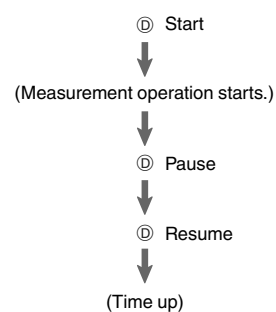 Ⓓ Start
(Measurement operation starts.)
Ⓓ Pause
Ⓓ Resume
(Time up)